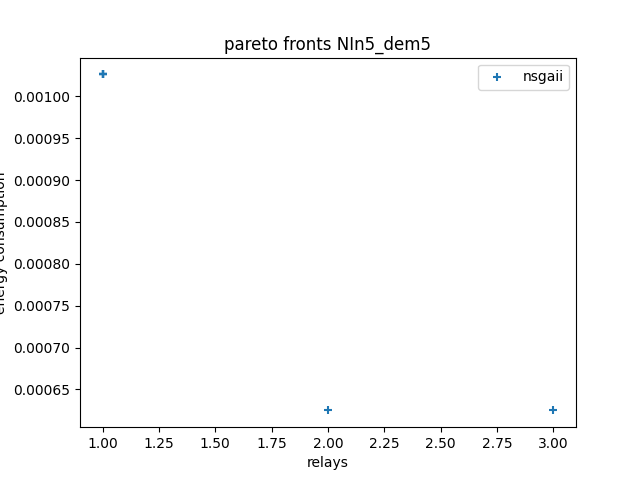 pareto fronts NIn5_dem5
nsgaii
0.00100
0.00095
0.00090
0.00085
0.00080
0.00075
0.00070
0.00065
energy consumption
1.00 1.25 1.50 1.75 2.00 2.25 2.50 2.75 3.00
relays